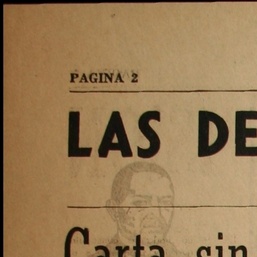 PAGINA 2
LAS DE
Carta sin